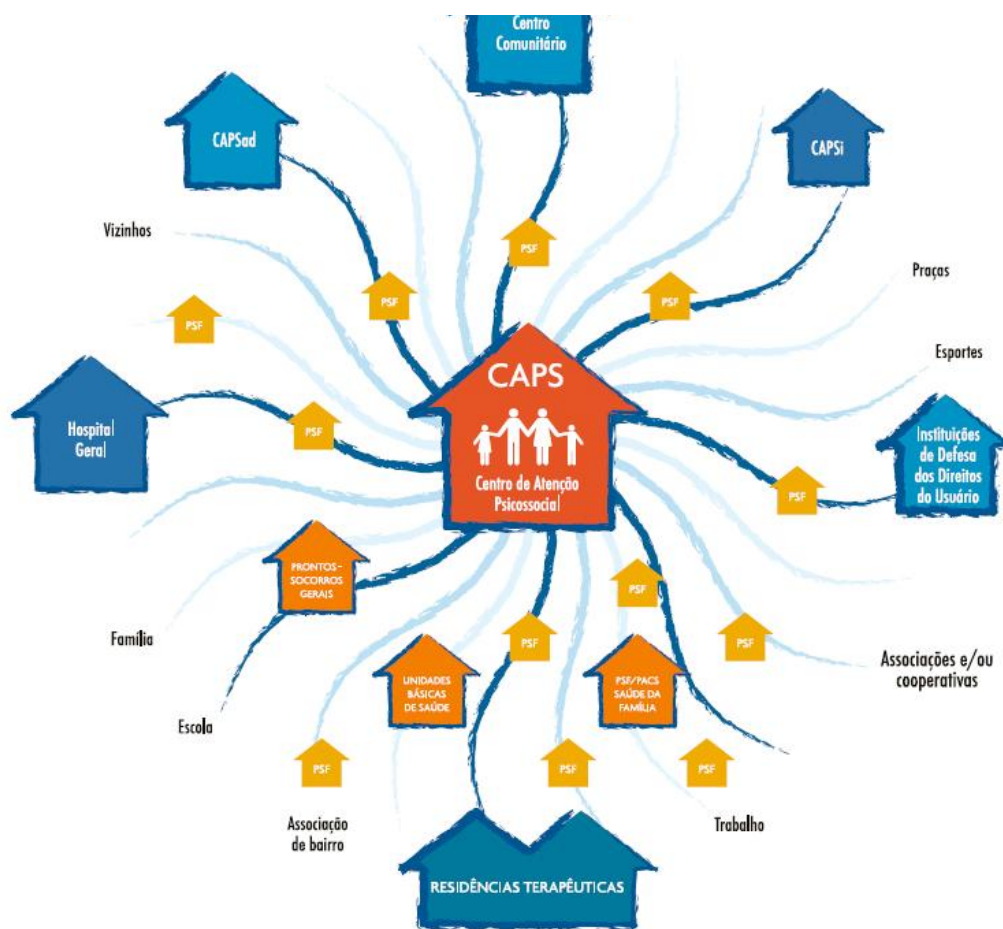 Centro
Comunitário
CAPSad
CAPSi
Vizinhos
PSF
PSF
PSF
Praças
PSF
Esportes
CAPS
Hospital
Geral
PSF
Centro de Atenção
Psicossocial
Instituições
de Defesa
dos Direitos
do Usuário
PSF
PRONTOS-
SOCORROS
GERAIS
PSF
Família
PSF
PSF
Associações e/ou
cooperativas
UNIDADES
BÁSICAS
DE SAÚDE
PSF/PACS
SAÚDE DA
FAMÍLIA
Escola
PSF
PSF
PSF
Associação
de bairro
Trabalho
RESIDÊNCIAS TERAPÊUTICAS